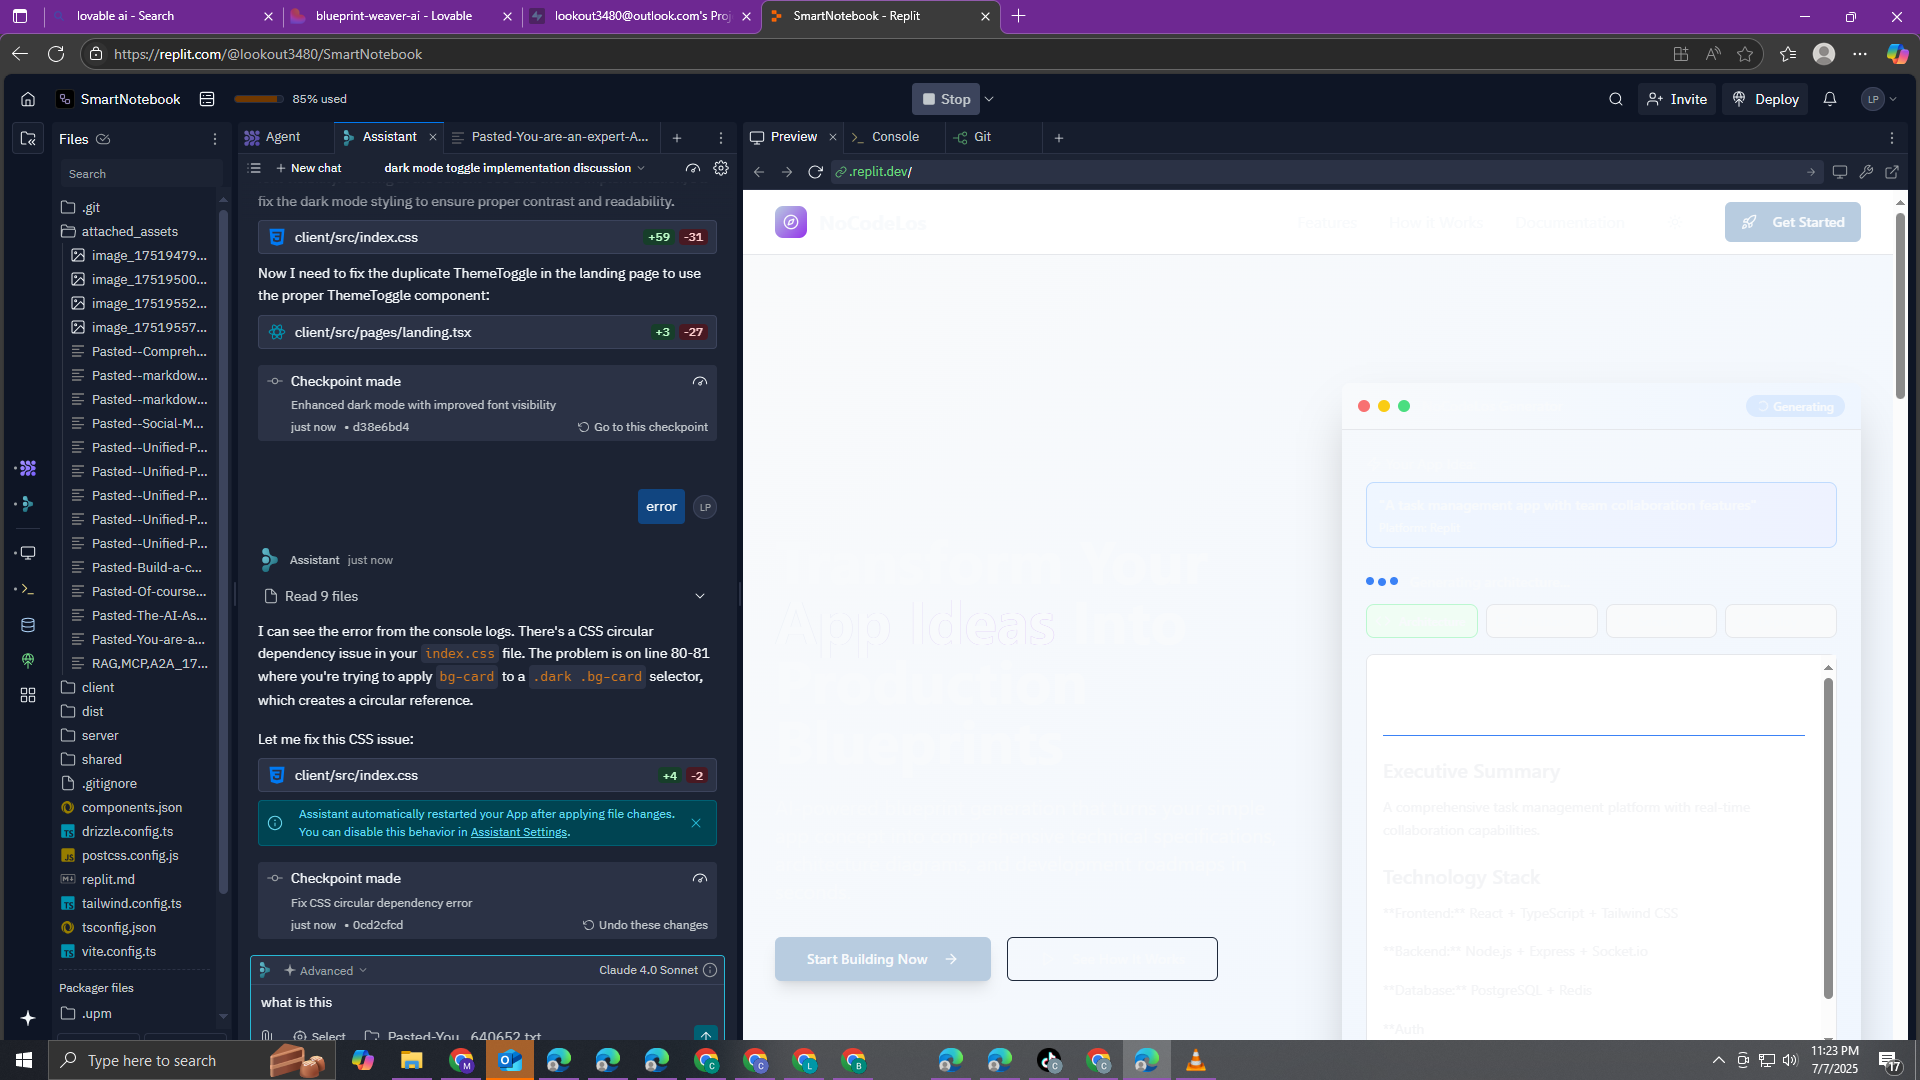 lovable ai - Search
blueprint-weaver-ai - Lovable
lookout3480@outlook.com's Proj
SmartNotebook - Replit
https://replit.com/@lookout3480/SmartNotebook
SmartNotebook
85% used
Stop
Invite
Deploy
LP
Files
Search
.git
attached_assets
image_17519479...
image_17519500...
image_17519552...
image_17519557...
Pasted--Compreh...
Pasted--markdow...
Pasted--markdow...
Pasted--Social-M...
Pasted--Unified-P...
Pasted--Unified-P...
Pasted--Unified-P...
Pasted--Unified-P...
Pasted--Unified-P...
Pasted-Build-a-c...
Pasted-Of-course...
Pasted-The-AI-As...
Pasted-You-are-a...
RAG,MCP,A2A_17...
client
dist
server
shared
.gitignore
components.json
drizzle.config.ts
postcss.config.js
replit.md
tailwind.config.ts
tsconfig.json
vite.config.ts
Packager files
.upm
Agent
Assistant
Pasted-You-are-an-expert-A...
New chat
dark mode toggle implementation discussion
fix the dark mode styling to ensure proper contrast and readability.
client/src/index.css +59 -31
Now I need to fix the duplicate ThemeToggle in the landing page to use
the proper ThemeToggle component:
client/src/pages/landing.tsx +3 -27
Checkpoint made
Enhanced dark mode with improved font visibility
just now • d38e6bd4 Go to this checkpoint
error
LP
Assistant just now
Read 9 files
I can see the error from the console logs. There's a CSS circular
dependency issue in your index.css file. The problem is on line 80-81
where you're trying to apply bg-card to a .dark .bg-card selector,
which creates a circular reference.
Let me fix this CSS issue:
client/src/index.css +4 -2
Assistant automatically restarted your App after applying file changes.
You can disable this behavior in Assistant Settings.
Checkpoint made
Fix CSS circular dependency error
just now • 0cd2cfcd Undo these changes
Advanced
Claude 4.0 Sonnet
what is this
Select
Pasted-You...640652.txt
Preview
Console
Git
.replit.dev/
NoCodeLos
Features
How It Works
Documentation
Get Started
Transform Your
App Ideas Into
Production
Blueprints
Start Building Now
Generating
"A task management app with team collaboration features"
Executive Summary
A comprehensive task management platform with real-time
collaboration capabilities.
Technology Stack
**Frontend:** React + TypeScript + Tailwind CSS
**Backend:** Node.js + Express + Socket.io
**Database:** PostgreSQL + Redis
**Auth
Type here to search
11:23 PM
7/7/2025
17